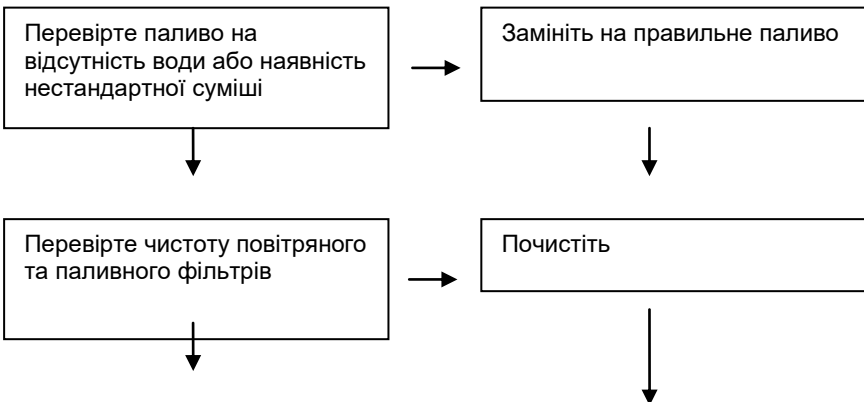 Перевірте паливо на
відсутність води або наявність
нестандартної суміші
Замініть на правильне паливо
Перевірте чистоту повітряного
та паливного фільтрів
Почистіть